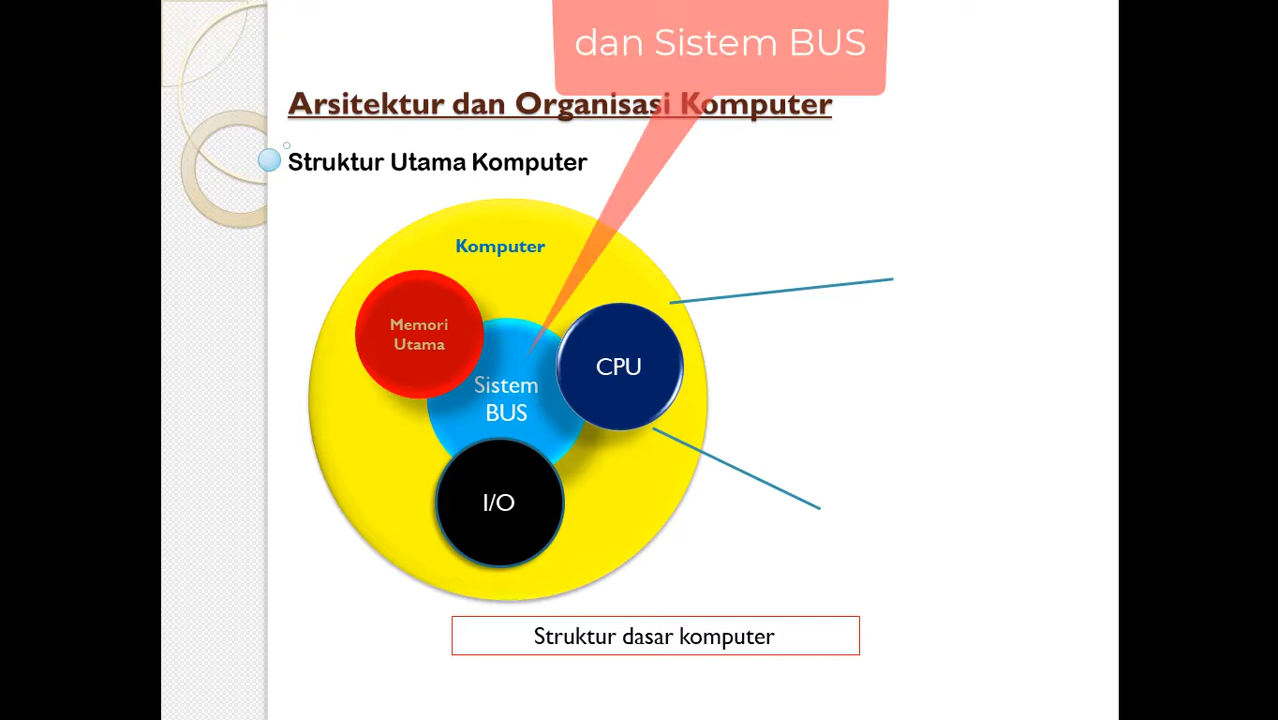 dan Sistem BUS
Arsitektur dan Organisasi Komputer
Struktur Utama Komputer
Komputer
Memori
Utama
CPU
Sistem
BUS
I/O
Struktur dasar komputer